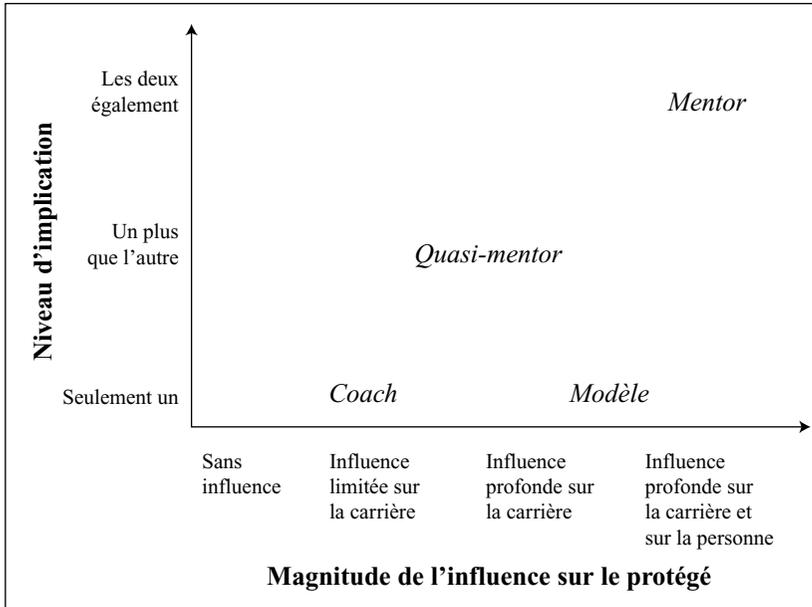 Niveau d’implication
Les deux
également
Mentor
Un plus
que l’autre
Quasi-mentor
Seulement un
Coach
Modèle
Sans
influence
Influence
limitée sur
la carrière
Influence
profonde sur
la carrière
Influence
profonde sur
la carrière et
sur la personne
Magnitude de l’influence sur le protégé